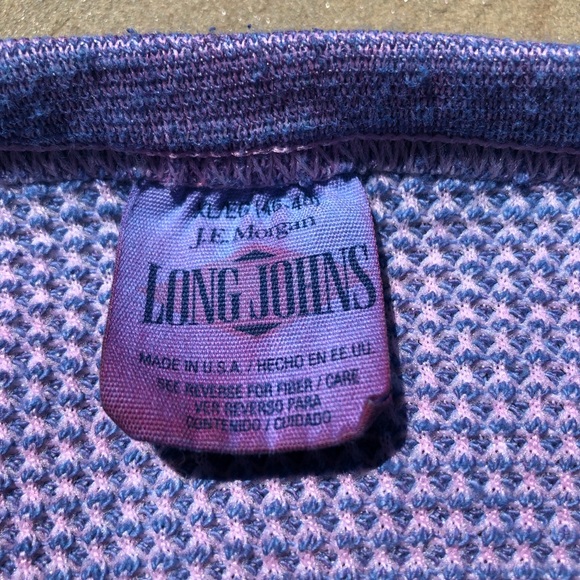 XL/EG (46-48)
J.E. Morgan
LONG JOHNS
MADE IN U.S.A. / HECHO EN EE.UU.
SEE REVERSE FOR FIBER / CARE
VER REVERSO PARA
CONTENIDO / CUIDADO